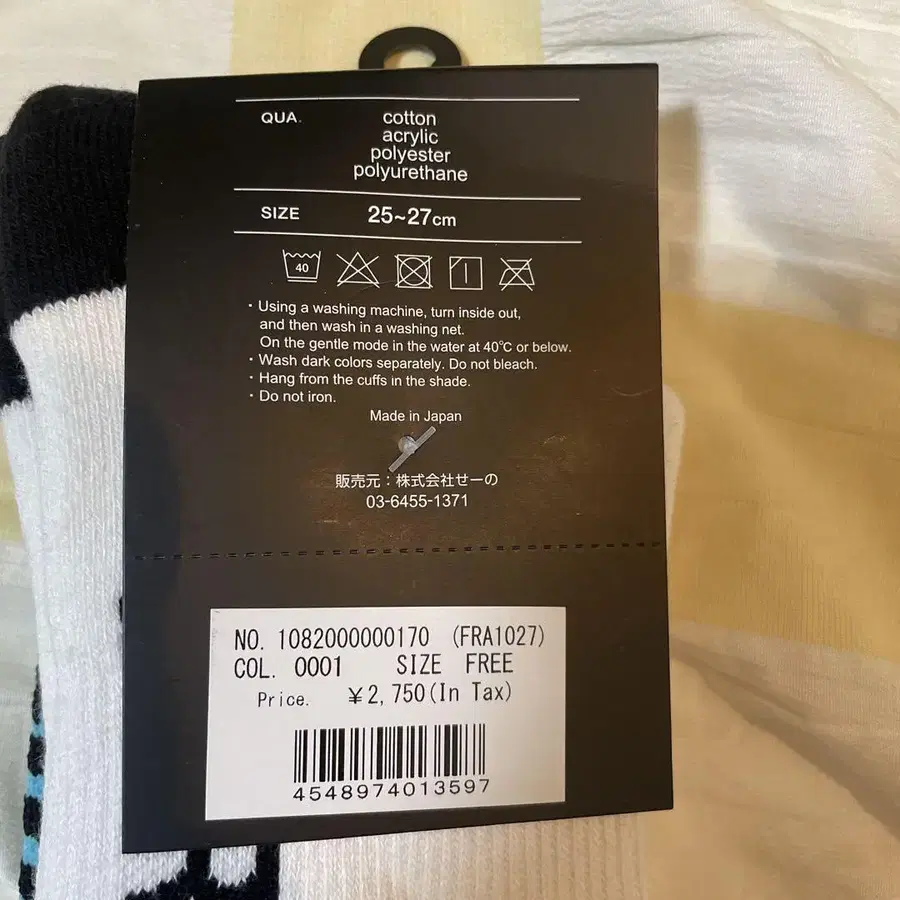 QUA. cotton
acrylic
polyester
polyurethane
SIZE 25~27cm
40
・Using a washing machine, turn inside out,
and then wash in a washing net.
On the gentle mode in the water at 40℃ or below.
・Wash dark colors separately. Do not bleach.
・Hang from the cuffs in the shade.
・Do not iron.
Made in Japan
販売元：株式会社せーの
03-6455-1371
NO. 1082000000170 (FRA1027)
COL. 0001 SIZE FREE
Price. ¥2,750(In Tax)
4548974013597